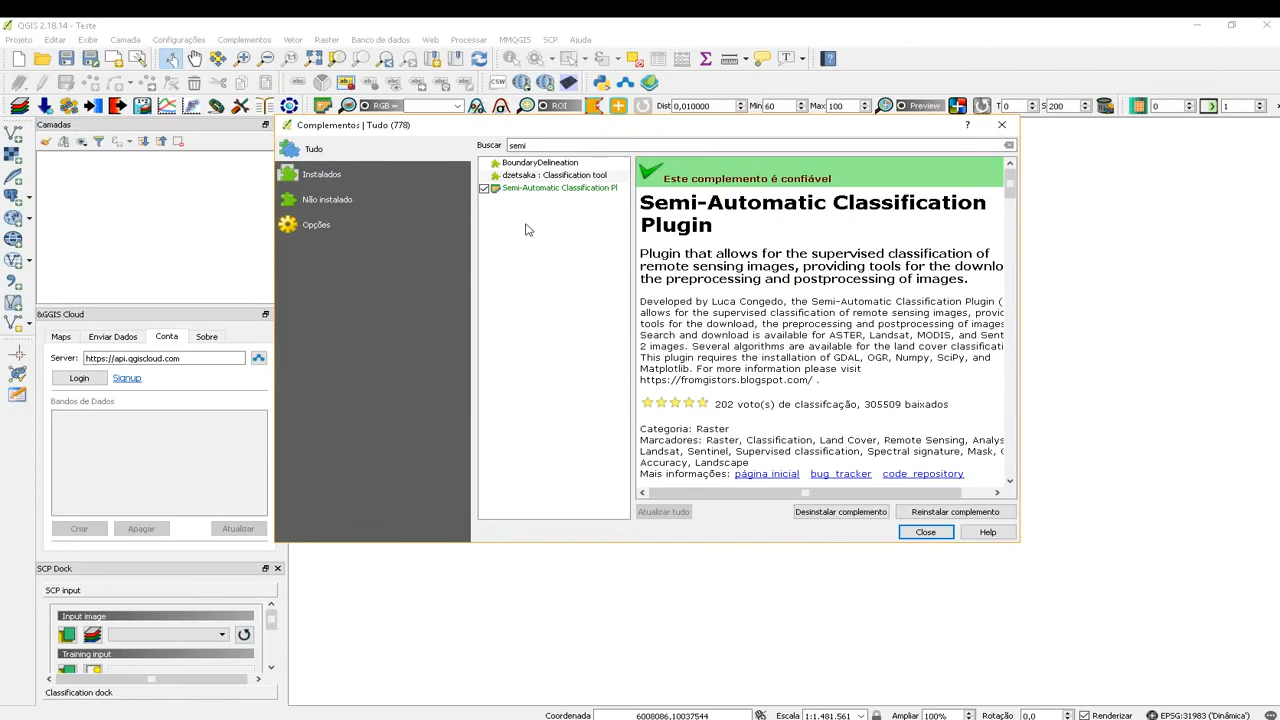 QGIS 2.18.14 - Teste
Projeto Editar Exibir Camada Configurações Complementos Vetor Raster Banco de dados Web Processar MMQGIS SCP Ajuda
CSW
RGB = ROI Dist 0,010000 Min 60 Max 100 Preview T 0 S 200 0 1
Camadas
Complementos | Tudo (778)
Tudo
Instalados
Não instalado
Opções
Buscar semi
BoundaryDelineation
dzetsaka : Classification tool
Semi-Automatic Classification Pl
Este complemento é confiável
Semi-Automatic Classification
Plugin
Plugin that allows for the supervised classification of
remote sensing images, providing tools for the downlo
the preprocessing and postprocessing of images.
Developed by Luca Congedo, the Semi-Automatic Classification Plugin (
allows for the supervised classification of remote sensing images, provic
tools for the download, the preprocessing and postprocessing of images
Search and download is available for ASTER, Landsat, MODIS, and Sent
2 images. Several algorithms are available for the land cover classificati
This plugin requires the installation of GDAL, OGR, Numpy, SciPy, and
Matplotlib. For more information please visit
https://fromgistors.blogspot.com/ .
202 voto(s) de classifcação, 305509 baixados
Categoria: Raster
Marcadores: Raster, Classification, Land Cover, Remote Sensing, Analys
Landsat, Sentinel, Supervised classification, Spectral signature, Mask, C
Accuracy, Landscape
Mais informações: página inicial bug tracker code repository
Atualizar tudo Desinstalar complemento Reinstalar complemento
Close Help
&GGIS Cloud
Maps Enviar Dados Conta Sobre
Server: https://api.qgiscloud.com
Login Signup
Bandos de Dados
Criar Apagar Atualizar
SCP Dock
SCP input
Input image
Training input
Classification dock
Coordenada 6008086,10037544 Escala 1:1.481.561 Ampliar 100% Rotação 0,0 Renderizar EPSG:31983 ('Dinâmica')